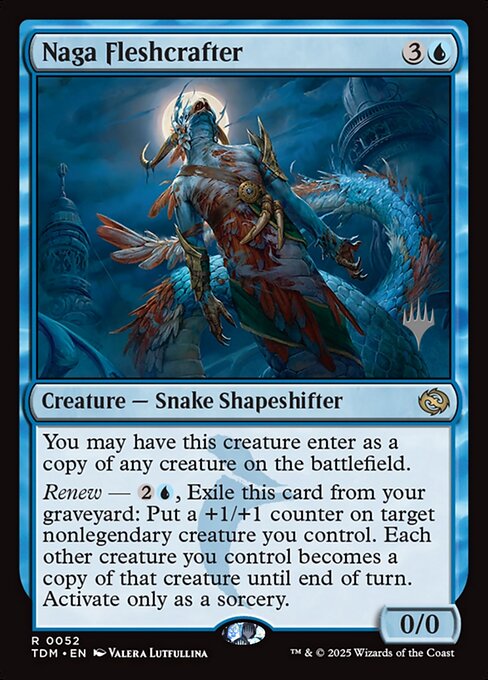 Naga Fleshcrafter 3
Creature — Snake Shapeshifter
You may have this creature enter as a
copy of any creature on the battlefield.
Renew — 2, Exile this card from your
graveyard: Put a +1/+1 counter on target
nonlegendary creature you control. Each
other creature you control becomes a
copy of that creature until end of turn.
Activate only as a sorcery.
0/0
R 0052
TDM • EN Valera Lutfullina
™ & © 2025 Wizards of the Coast